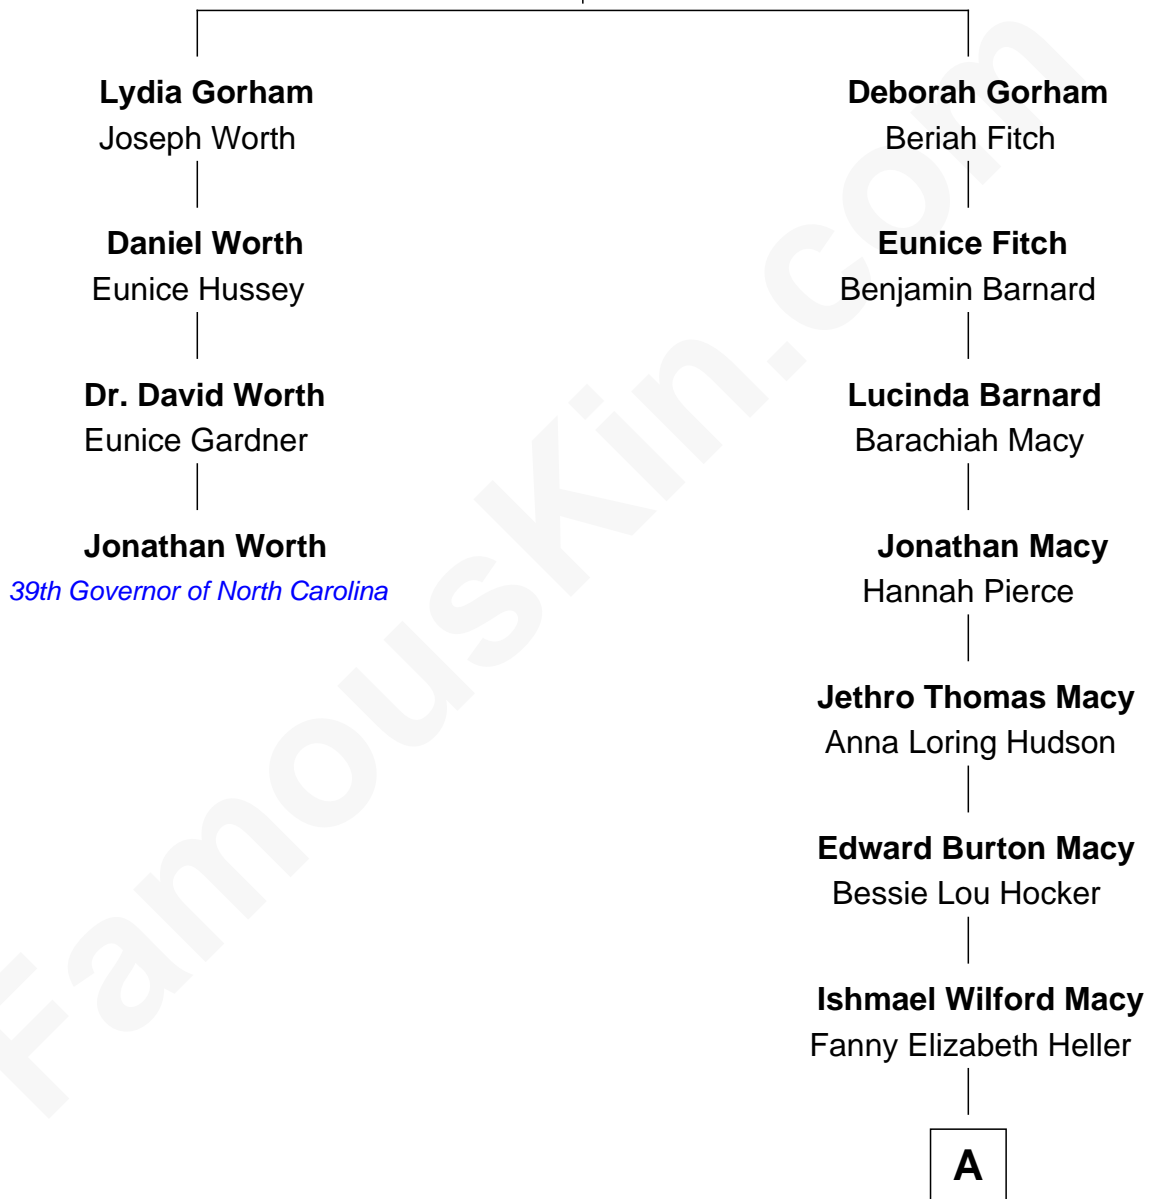 Lydia Gorham
Joseph Worth
Deborah Gorham
Beriah Fitch
Daniel Worth
Eunice Hussey
Eunice Fitch
Benjamin Barnard
Dr. David Worth
Eunice Gardner
Lucinda Barnard
Barachiah Macy
Jonathan Worth
39th Governor of North Carolina
Jonathan Macy
Hannah Pierce
Jethro Thomas Macy
Anna Loring Hudson
Edward Burton Macy
Bessie Lou Hocker
Ishmael Wilford Macy
Fanny Elizabeth Heller
A
FamousKin.com